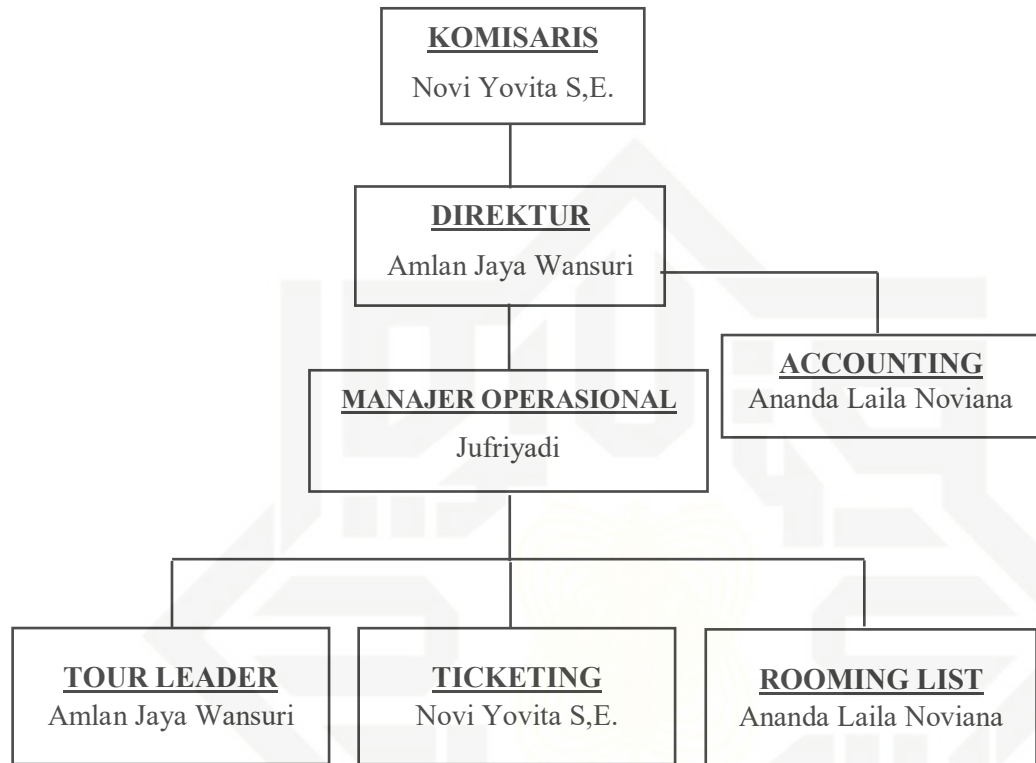 KOMISARIS
Novi Yovita S,E.
DIREKTUR
Amlan Jaya Wansuri
ACCOUNTING
Ananda Laila Noviana
MANAJER OPERASIONAL
Jufriyadi
TOUR LEADER
Amlan Jaya Wansuri
TICKETING
Novi Yovita S,E.
ROOMING LIST
Ananda Laila Noviana